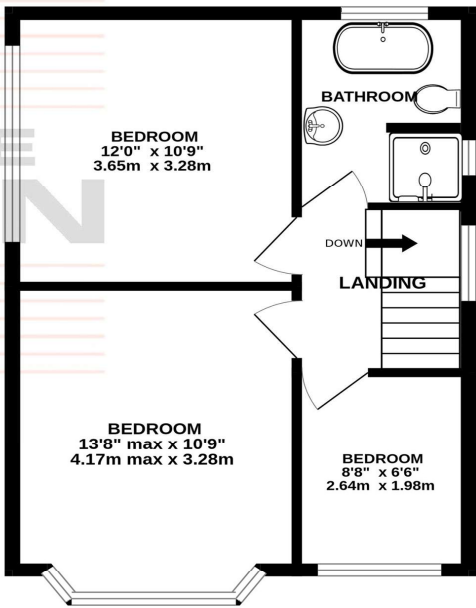 BATHROOM
BEDROOM
12'0" x 10'9"
3.65m x 3.28m
DOWN
LANDING
BEDROOM
13'8" max x 10'9"
4.17m max x 3.28m
BEDROOM
8'8" x 6'6"
2.64m x 1.98m